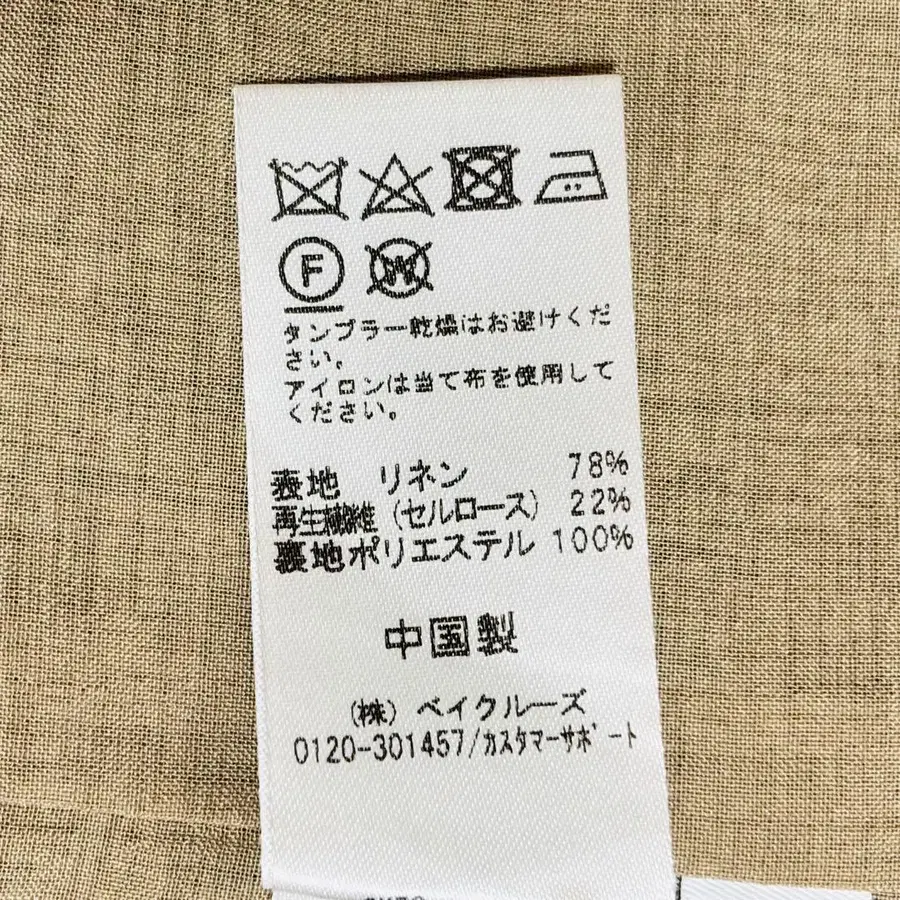 F W
タンブラー乾燥はお避けくだ
さい。
アイロンは当て布を使用して
ください。
表地 リネン 78%
再生繊維(セルロース) 22%
裏地ポリエステル 100%
中国製
(株) ベイクルーズ
0120-301457/カスタマーサポート